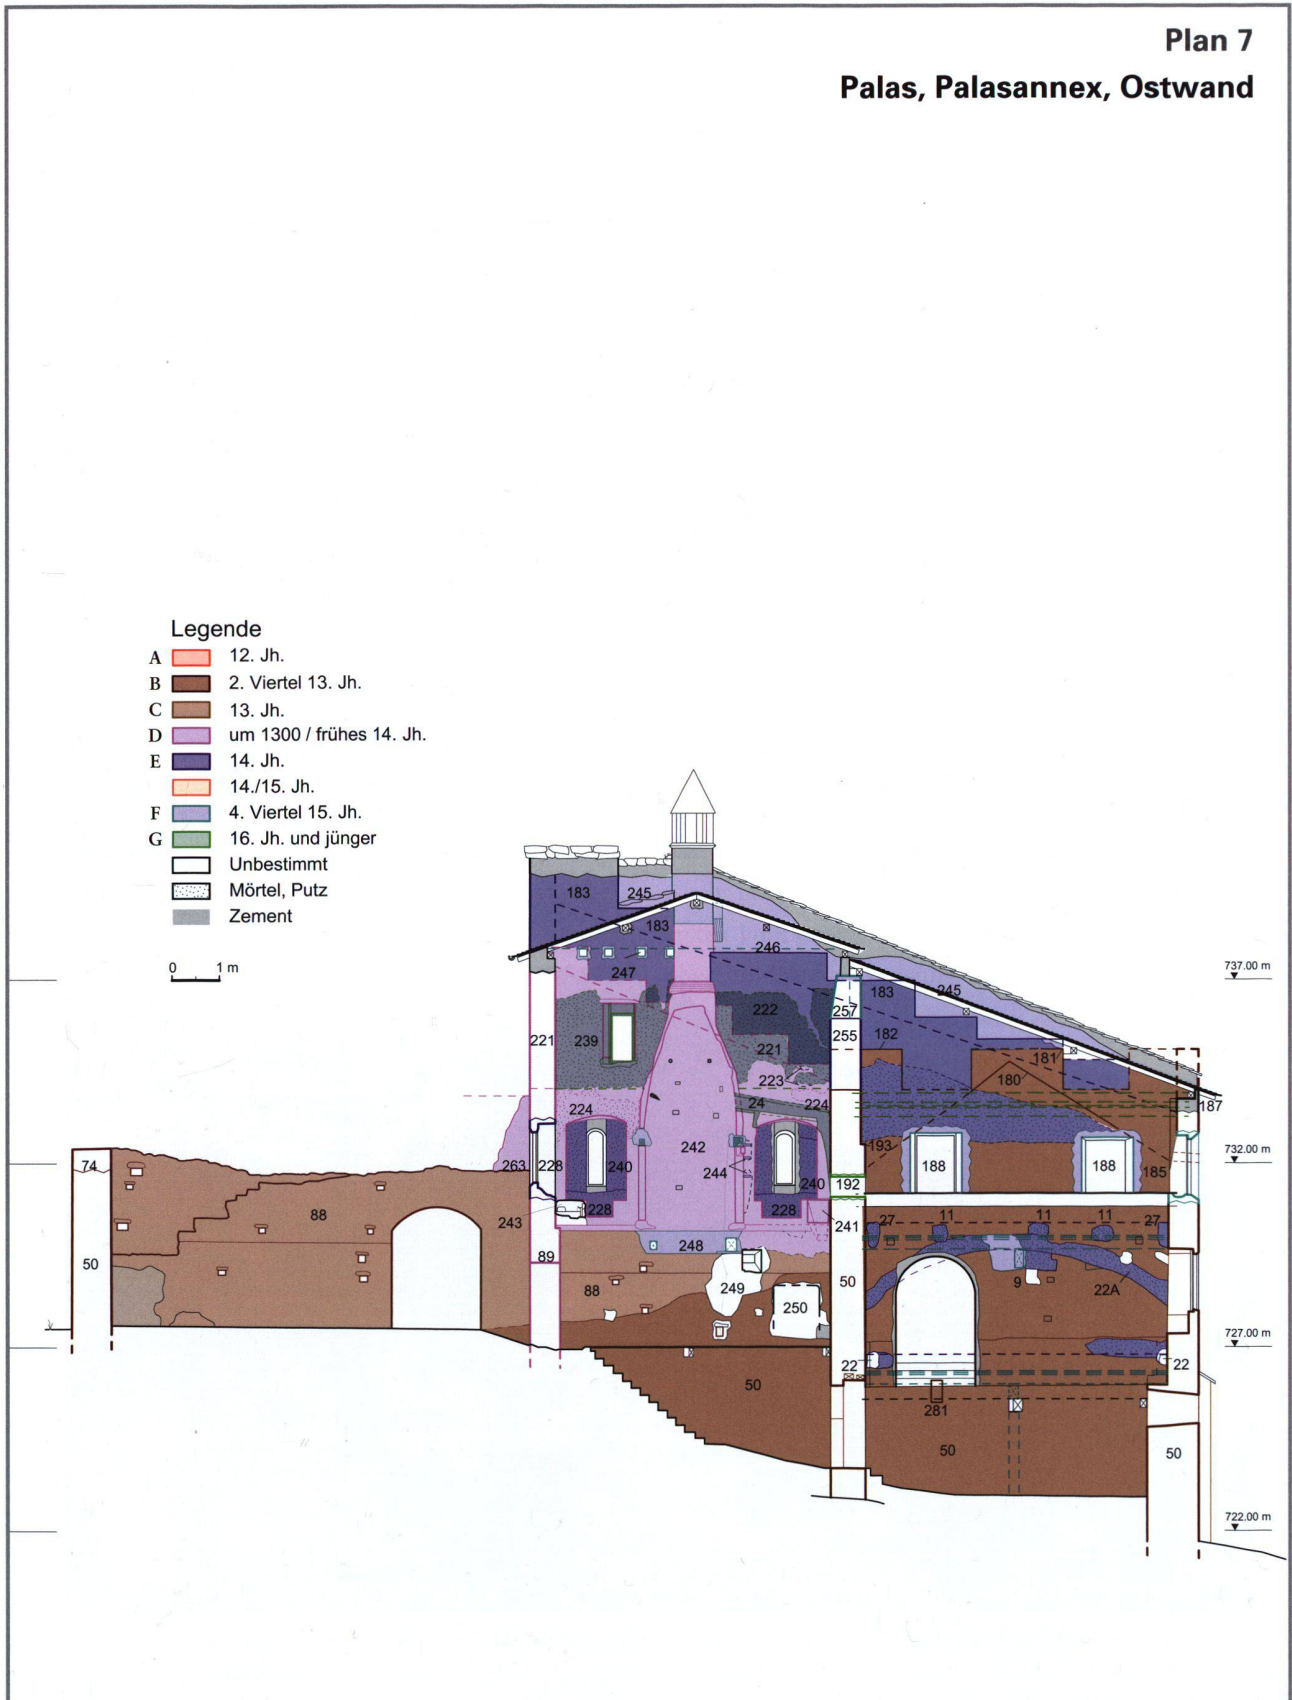 Plan 7
Palas, Palasannex, Ostwand
Legende
A 12. Jh.
B 2. Viertel 13. Jh.
C 13. Jh.
D um 1300 / frühes 14. Jh.
E 14. Jh.
14./15. Jh.
F 4. Viertel 15. Jh.
G 16. Jh. und jünger
Unbestimmt
Mörtel, Putz
Zement
0 1 m
183 245
183
246
247
737.00 m
183 245
222
257
221 239 255 182
221
181
223 180
224 24 224 187
242
193
732.00 m
74 263 228 240 244 240 188 188 185
228 228
88 243 241 27 11 11 11 27
248
89
50 88 249 50 9 22A
250
727.00 m
22 22
50
281
50 50
722.00 m